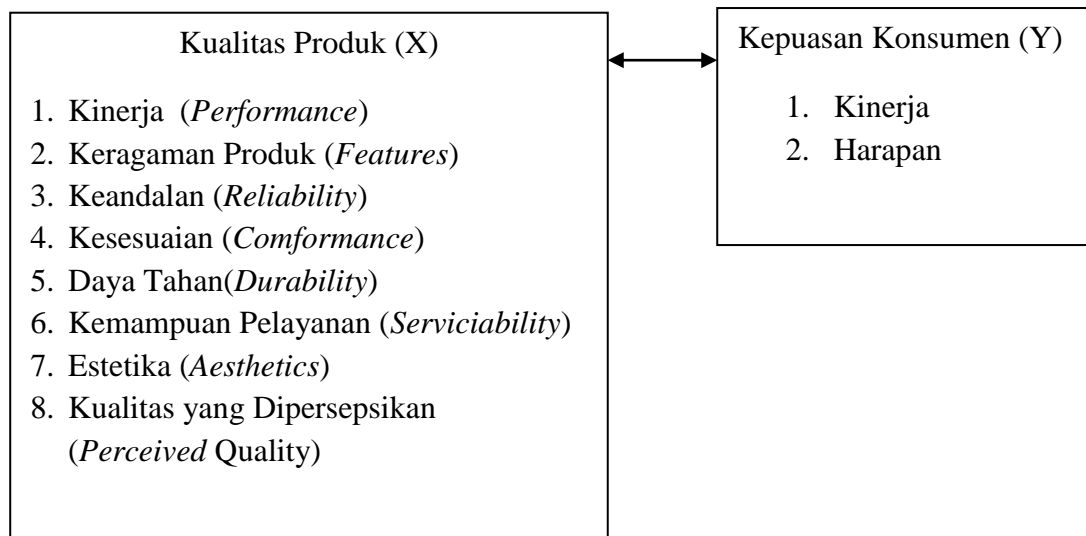 Kualitas Produk (X)
1. Kinerja (Performance)
2. Keragaman Produk (Features)
3. Keandalan (Reliability)
4. Kesesuaian (Comformance)
5. Daya Tahan(Durability)
6. Kemampuan Pelayanan (Serviciability)
7. Estetika (Aesthetics)
8. Kualitas yang Dipersepsikan
(Perceived Quality)
Kepuasan Konsumen (Y)
1. Kinerja
2. Harapan